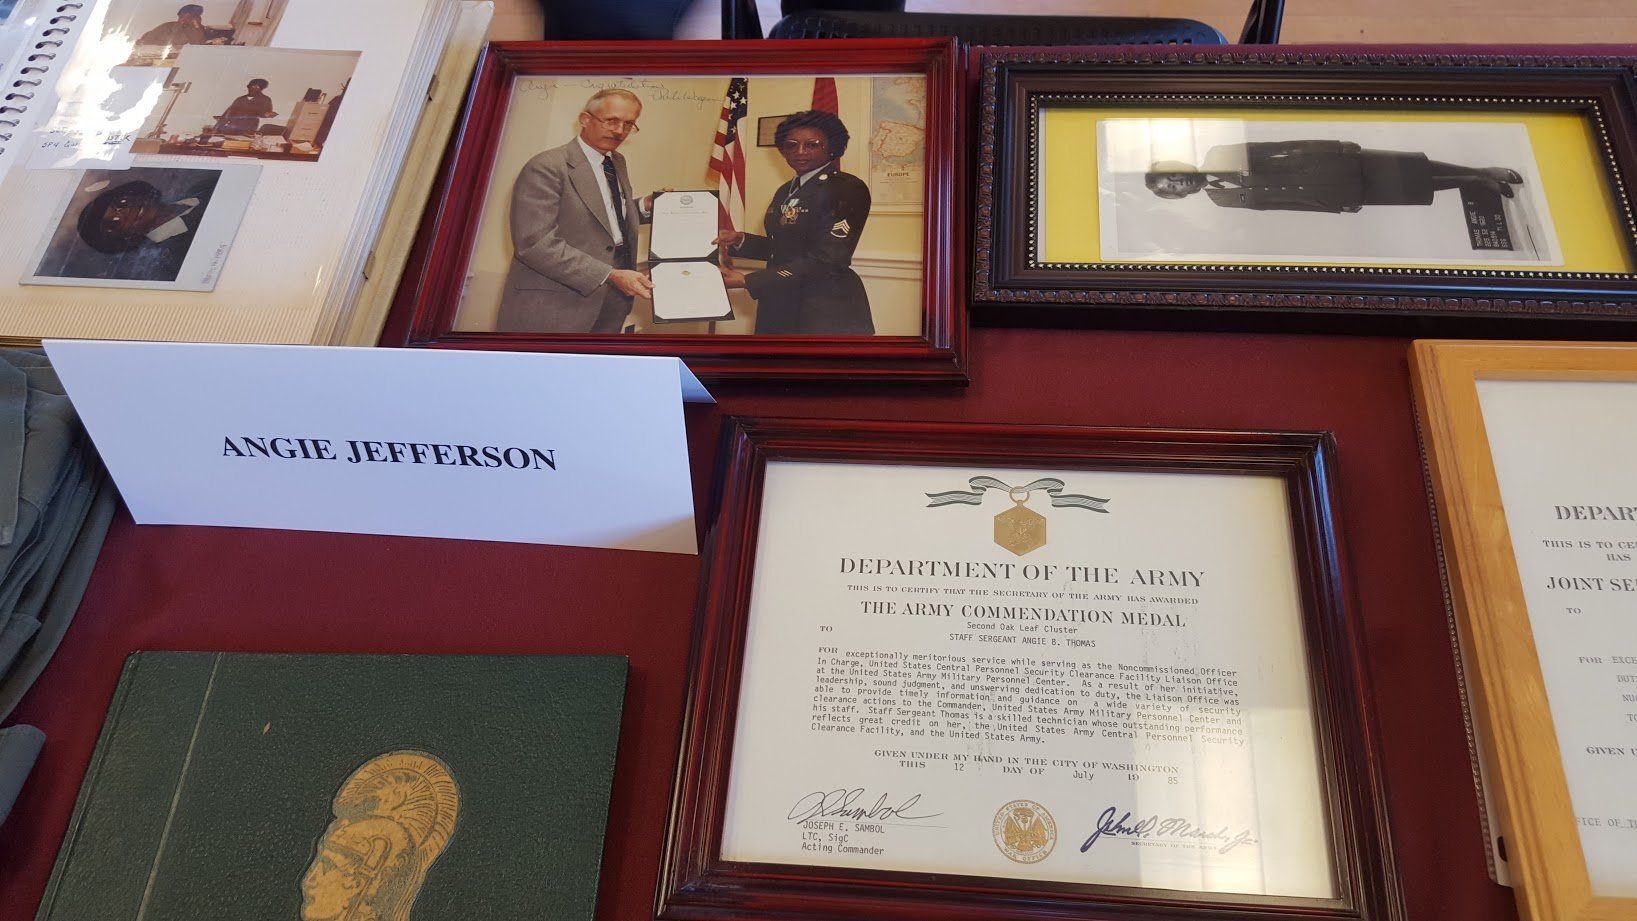 ANGIE JEFFERSON
EUROPE
THOMAS ANGIE B
DEPARTMENT OF THE ARMY
THIS IS TO CERTIFY THAT THE SECRETARY OF THE ARMY HAS AWARDED
THE ARMY COMMENDATION MEDAL
Second Oak Leaf Cluster
TO STAFF SERGEANT ANGIE B. THOMAS
FOR exceptionally meritorious service while serving as the Noncommissioned Officer
In Charge, United States Central Personnel Security Clearance Facility Liaison Office
at the United States Army Military Personnel Center. As a result of her initiative,
leadership, sound judgment, and unswerving dedication to duty, the Liaison Office was
able to provide timely information and guidance on a wide variety of security
clearance actions to the Commander, United States Army Military Personnel Center and
his staff. Staff Sergeant Thomas is a skilled technician whose outstanding performance
reflects great credit on her, the United States Army Central Personnel Security
Clearance Facility, and the United States Army.
GIVEN UNDER MY HAND IN THE CITY OF WASHINGTON
THIS 12 DAY OF July 19 85
JOSEPH E. SAMBOL
LTC, SigC
Acting Commander
SECRETARY OF THE ARMY
DEPAR
THIS IS TO CE
HAS
JOINT SE
TO
FOR EXCE
GIVEN U
FICE OF T